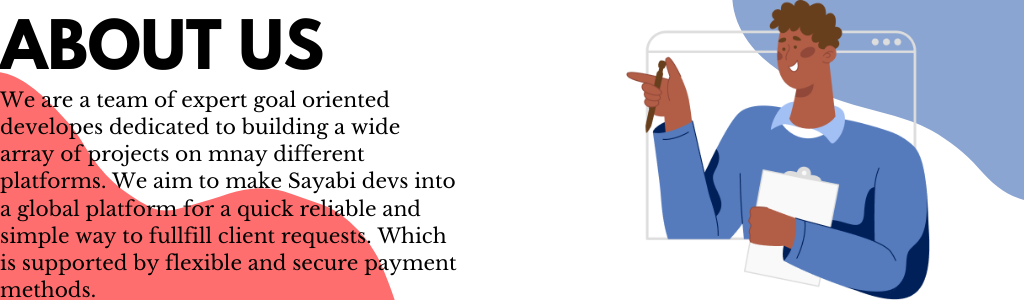 ABOUT US
We are a team of expert goal oriented
developes dedicated to building a wide
array of projects on mnay different
platforms. We aim to make Sayabi devs into
a global platform for a quick reliable and
simple way to fullfill client requests. Which
is supported by flexible and secure payment
methods.